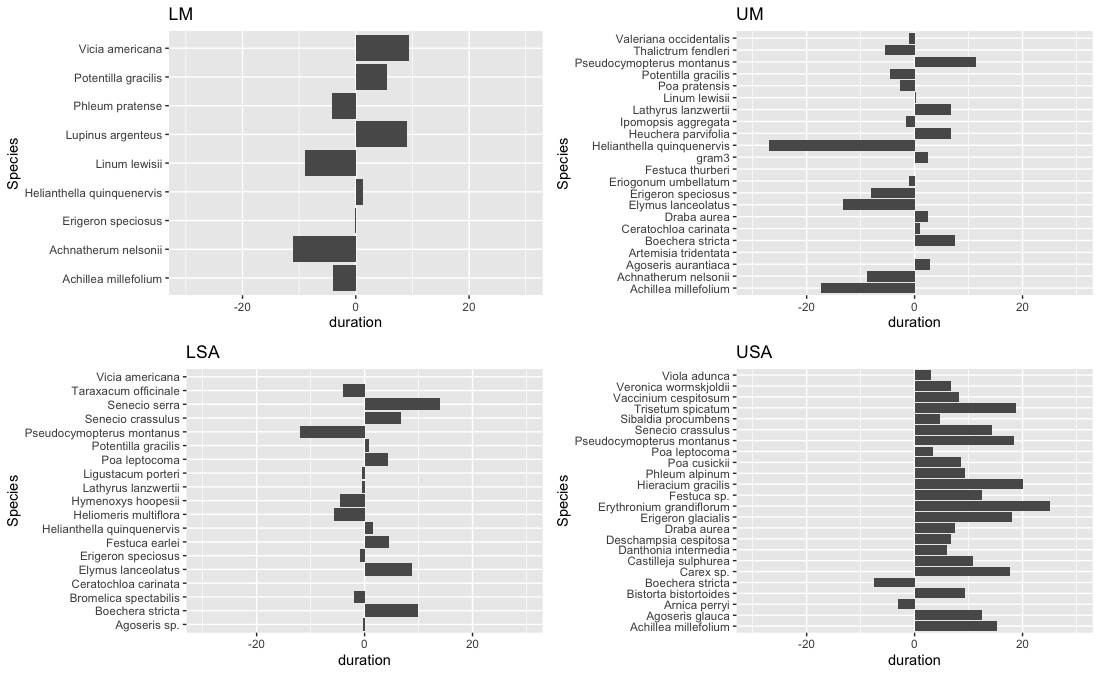 LM
Species
Vicia americana
Potentilla gracilis
Phleum pratense
Lupinus argenteus
Linum lewisii
Helianthella quinquenervis
Erigeron speciosus
Achnatherum nelsonii
Achillea millefolium
-20 0 20
duration
UM
Species
Valeriana occidentalis
Thalictrum fendleri
Pseudocymopterus montanus
Potentilla gracilis
Poa pratensis
Linum lewisii
Lathyrus lanzwertii
Ipomopsis aggregata
Heuchera parvifolia
Helianthella quinquenervis
gram3
Festuca thurberi
Eriogonum umbellatum
Erigeron speciosus
Elymus lanceolatus
Draba aurea
Ceratochloa carinata
Boechera stricta
Artemisia tridentata
Agoseris aurantiaca
Achnatherum nelsonii
Achillea millefolium
-20 0 20
duration
LSA
Species
Vicia americana
Taraxacum officinale
Senecio serra
Senecio crassulus
Pseudocymopterus montanus
Potentilla gracilis
Poa leptocoma
Ligustacum porteri
Lathyrus lanzwertii
Hymenoxys hoopesii
Heliomeris multiflora
Helianthella quinquenervis
Festuca earlei
Erigeron speciosus
Elymus lanceolatus
Ceratochloa carinata
Bromelica spectabilis
Boechera stricta
Agoseris sp.
-20 0 20
duration
USA
Species
Viola adunca
Veronica wormskjoldii
Vaccinium cespitosum
Trisetum spicatum
Sibaldia procumbens
Senecio crassulus
Pseudocymopterus montanus
Poa leptocoma
Poa cusickii
Phleum alpinum
Hieracium gracilis
Festuca sp.
Erythronium grandiflorum
Erigeron glacialis
Draba aurea
Deschampsia cespitosa
Danthonia intermedia
Castilleja sulphurea
Carex sp.
Boechera stricta
Bistorta bistortoides
Arnica perryi
Agoseris glauca
Achillea millefolium
-20 0 20
duration